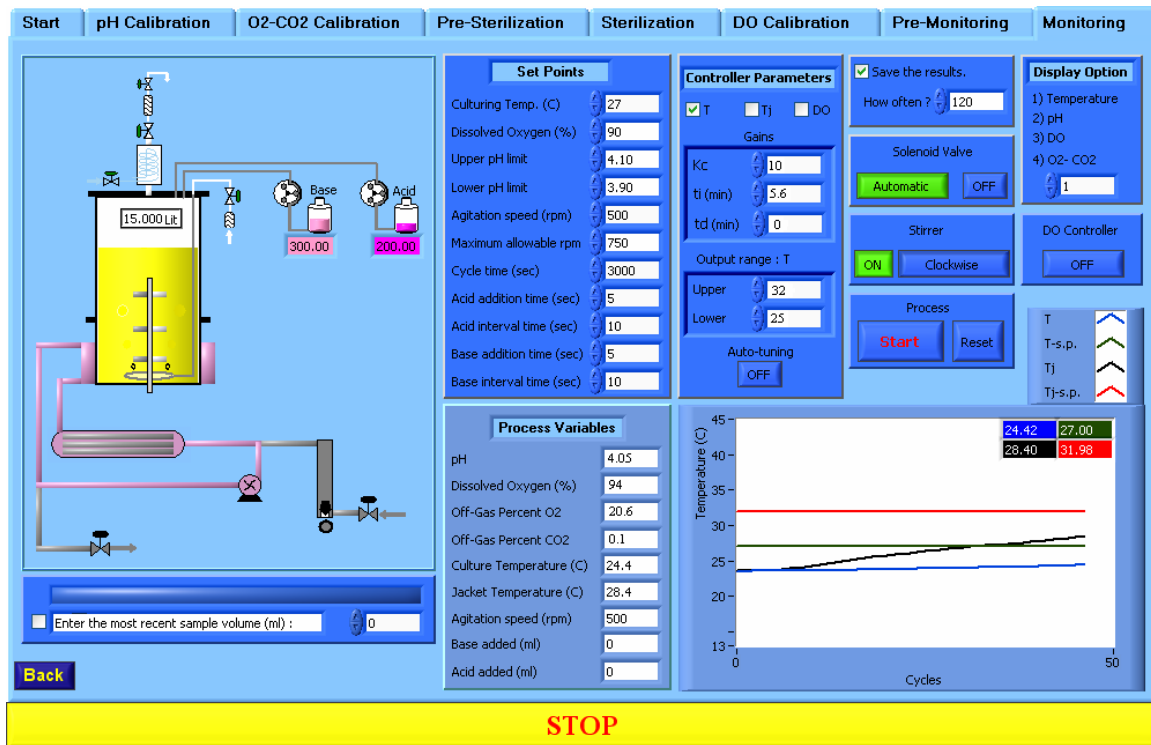 Start
pH Calibration
O2-CO2 Calibration
Pre-Sterilization
Sterilization
DO Calibration
Pre-Monitoring
Monitoring
15.000 Lit
Base
Acid
300.00
200.00
Enter the most recent sample volume (ml) :
0
Back
Set Points
Culturing Temp. (C) 27
Dissolved Oxygen (%) 90
Upper pH limit 4.10
Lower pH limit 3.90
Agitation speed (rpm) 500
Maximum allowable rpm 750
Cycle time (sec) 3000
Acid addition time (sec) 5
Acid interval time (sec) 10
Base addition time (sec) 5
Base interval time (sec) 10
Process Variables
pH 4.05
Dissolved Oxygen (%) 94
Off-Gas Percent O2 20.6
Off-Gas Percent CO2 0.1
Culture Temperature (C) 24.4
Jacket Temperature (C) 28.4
Agitation speed (rpm) 500
Base added (ml) 0
Acid added (ml) 0
Controller Parameters
T Tj DO
Gains
Kc 10
ti (min) 5.6
td (min) 0
Output range : T
Upper 32
Lower 25
Auto-tuning
OFF
Save the results.
How often ? 120
Solenoid Valve
Automatic OFF
Stirrer
ON Clockwise
Process
Start Reset
Display Option
1) Temperature
2) pH
3) DO
4) O2- CO2
1
DO Controller
OFF
T
T-s.p.
Tj
Tj-s.p.
24.42 27.00
28.40 31.98
Temperature (C)
45
40
35
30
25
20
13
0
50
Cycles
STOP